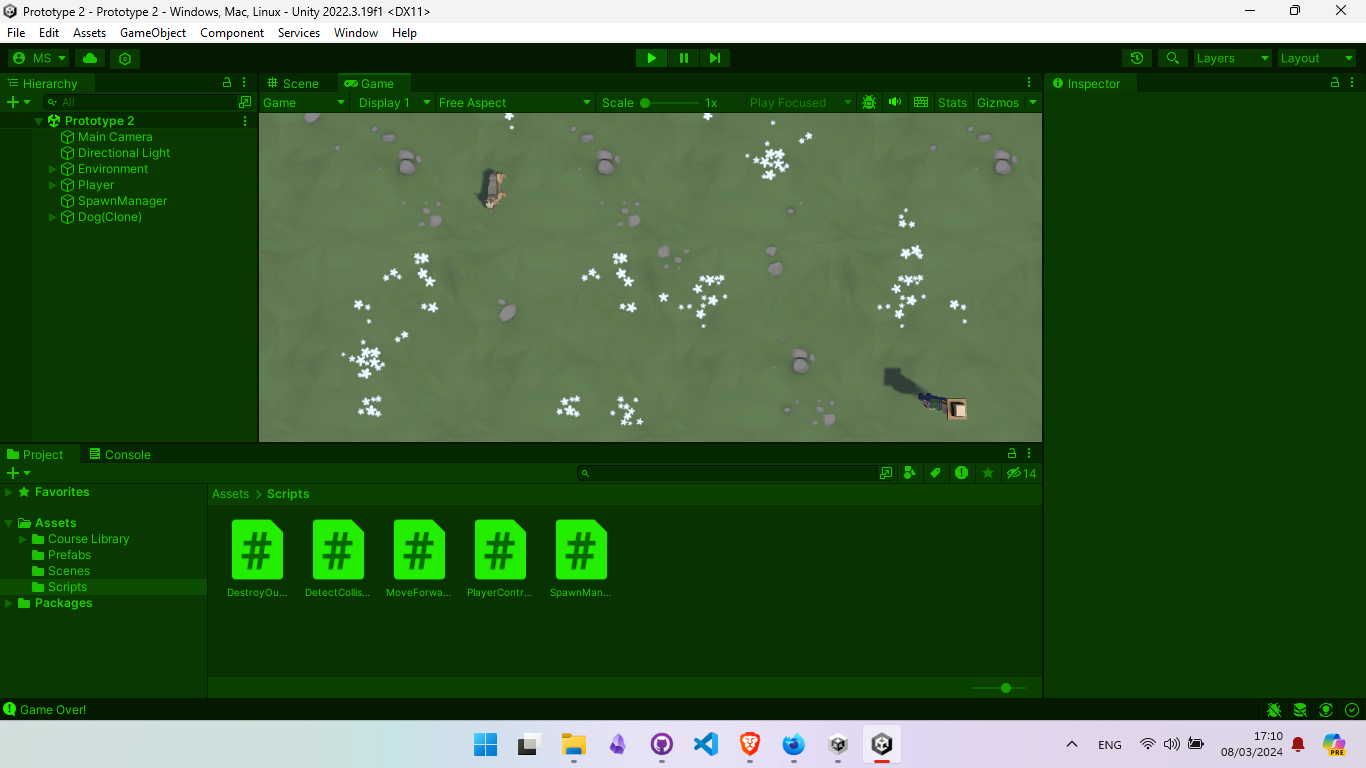 Prototype 2 - Prototype 2 - Windows, Mac, Linux - Unity 2022.3.19f1 <DX11>
File Edit Assets GameObject Component Services Window Help
MS Layers Layout
Hierarchy Scene Game Inspector
All Game Display 1 Free Aspect Scale 1x Play Focused Stats Gizmos
Prototype 2
Main Camera
Directional Light
Environment
Player
SpawnManager
Dog(Clone)
Project Console
14
Favorites
Assets > Scripts
Assets
Course Library
Prefabs
Scenes
Scripts
Packages
DestroyOu... DetectCollis... MoveForwa... PlayerContr... SpawnMan...
Game Over!
ENG 17:10
08/03/2024
PRE